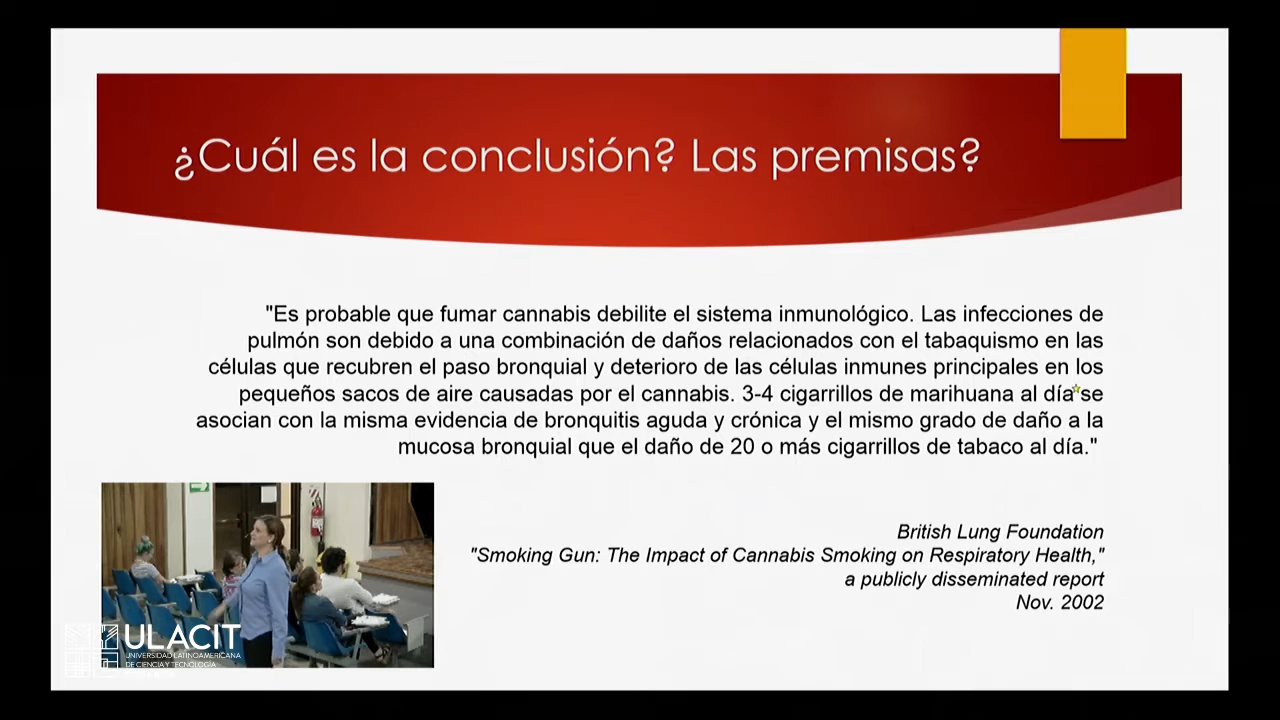 ¿Cuál es la conclusión? Las premisas?
"Es probable que fumar cannabis debilite el sistema inmunológico. Las infecciones de
pulmón son debido a una combinación de daños relacionados con el tabaquismo en las
células que recubren el paso bronquial y deterioro de las células inmunes principales en los
pequeños sacos de aire causadas por el cannabis. 3-4 cigarrillos de marihuana al día se
asocian con la misma evidencia de bronquitis aguda y crónica y el mismo grado de daño a la
mucosa bronquial que el daño de 20 o más cigarrillos de tabaco al día."
British Lung Foundation
"Smoking Gun: The Impact of Cannabis Smoking on Respiratory Health,"
a publicly disseminated report
Nov. 2002
ULACIT
UNIVERSIDAD LATINOAMERICANA
DE CIENCIA Y TECNOLOGÍA